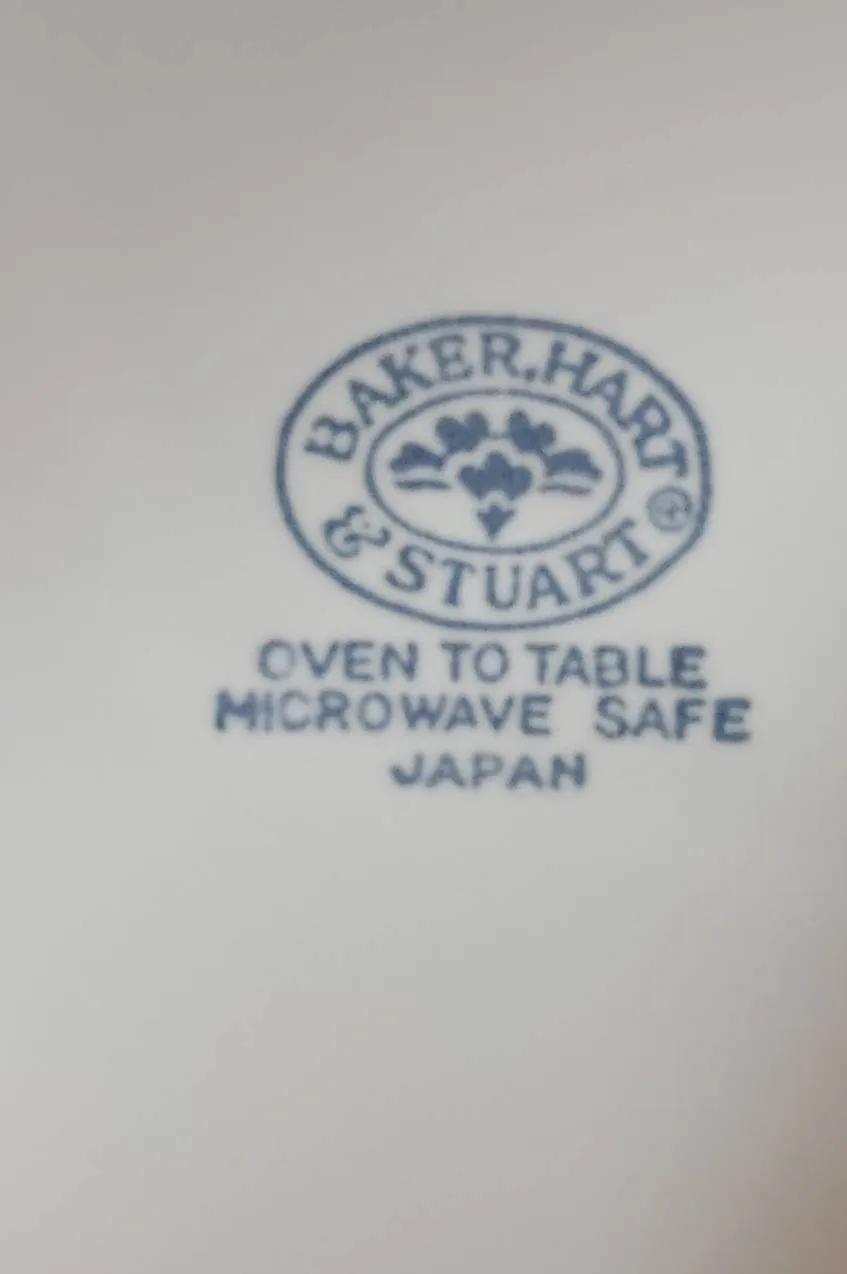 BAKER, HART
& STUART ®
OVEN TO TABLE
MICROWAVE SAFE
JAPAN